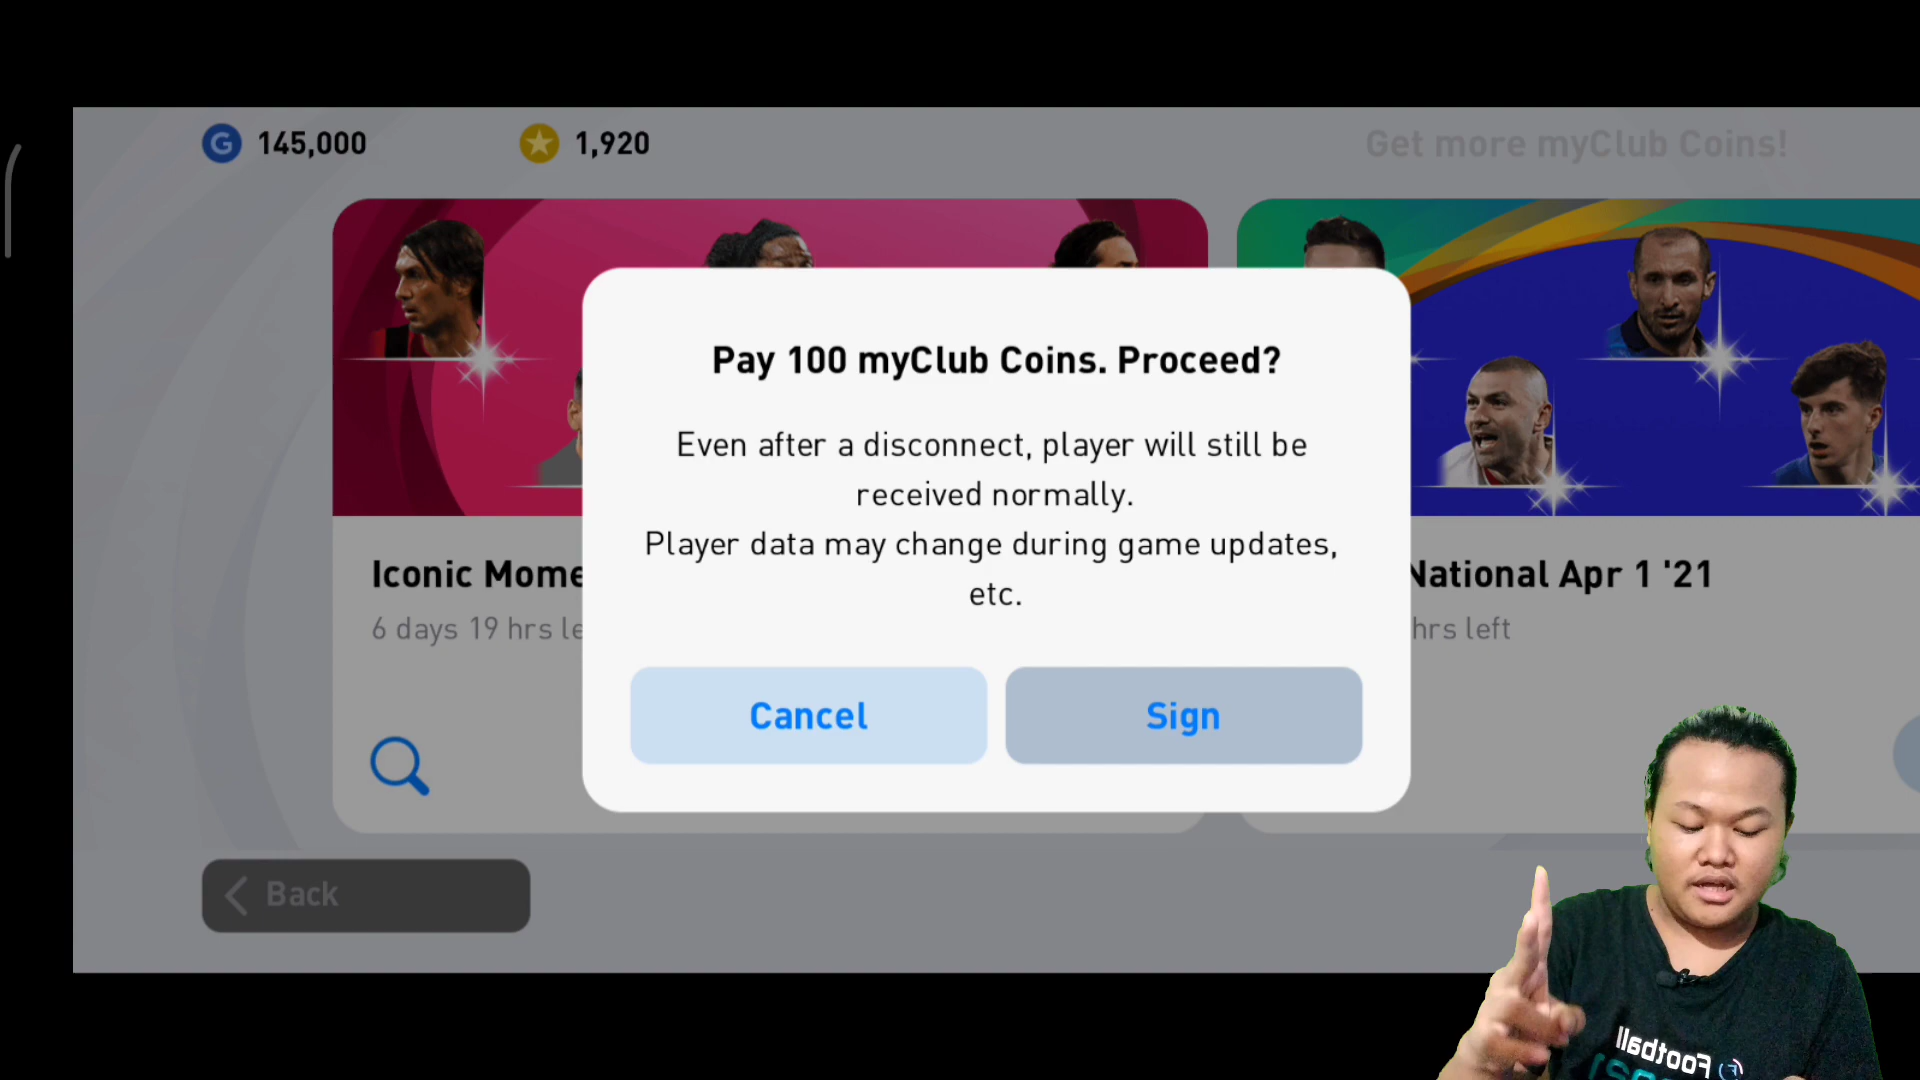 G 145,000
1,920
Get more myClub Coins!
Pay 100 myClub Coins. Proceed?
Even after a disconnect, player will still be
received normally.
Player data may change during game updates,
etc.
Cancel
Sign
Iconic Mome
6 days 19 hrs le
National Apr 1 '21
hrs left
Back
Football